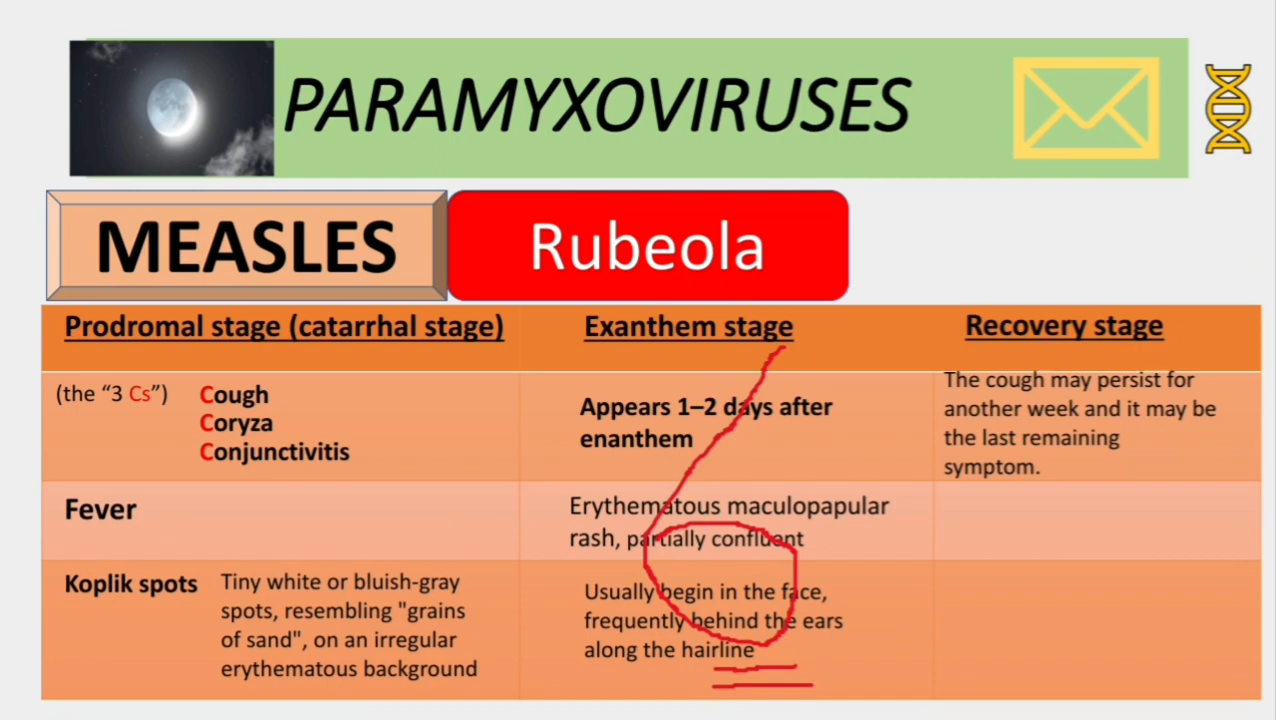 PARAMYXOVIRUSES
MEASLES
Rubeola
Prodromal stage (catarrhal stage)
Exanthem stage
Recovery stage
(the “3 Cs”)
Cough
Coryza
Conjunctivitis
Appears 1–2 days after
enanthem
The cough may persist for
another week and it may be
the last remaining
symptom.
Fever
Erythematous maculopapular
rash, partially confluent
Koplik spots
Tiny white or bluish-gray
spots, resembling "grains
of sand", on an irregular
erythematous background
Usually begin in the face,
frequently behind the ears
along the hairline